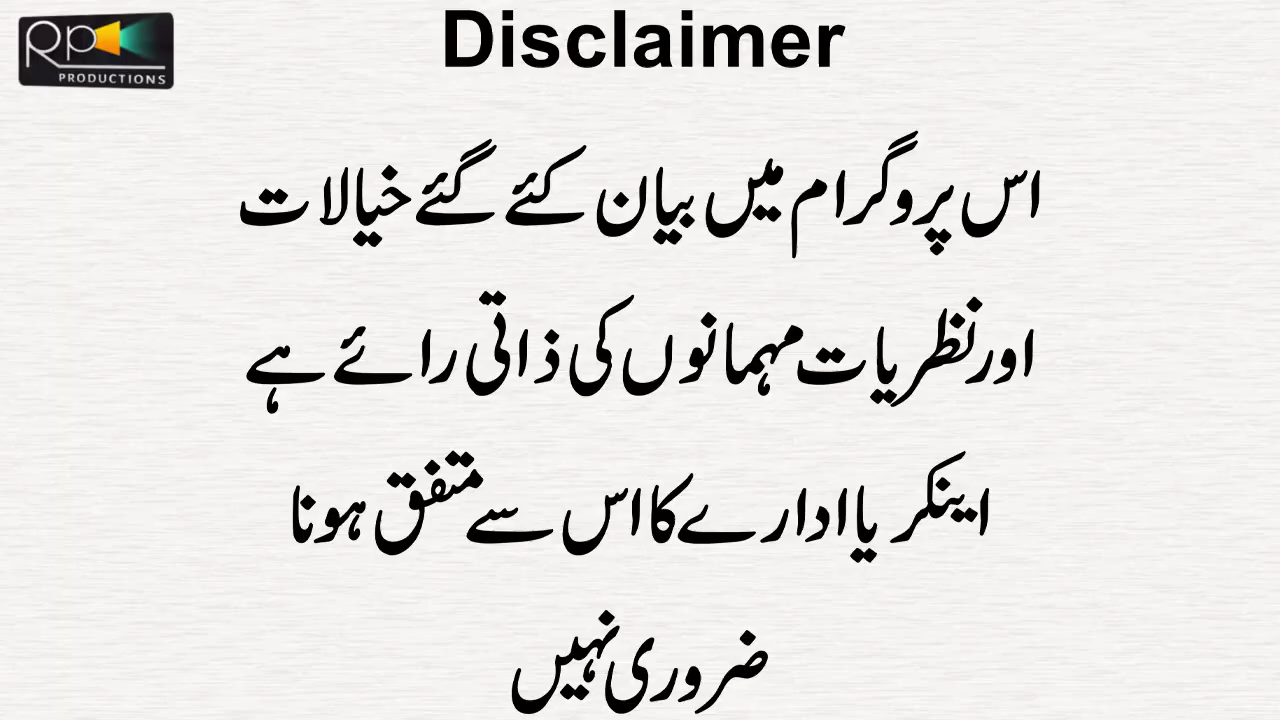 Rp
PRODUCTIONS
Disclaimer
اس پروگرام میں بیان کئے گئے خیالات
اور نظریات مہمانوں کی ذاتی رائے ہے
اینکر یا ادارے کا اس سے متفق ہونا
ضروری نہیں